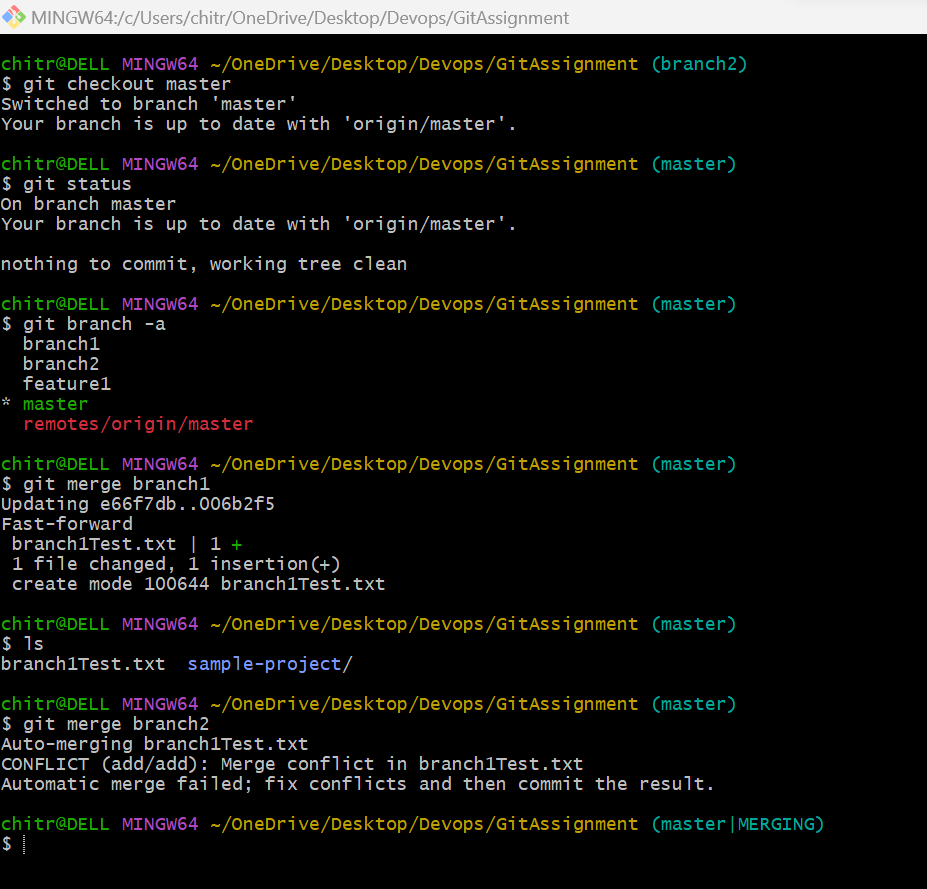 MINGW64:/c/Users/chitr/OneDrive/Desktop/Devops/GitAssignment
chitr@DELL MINGW64 ~/OneDrive/Desktop/Devops/GitAssignment (branch2)
$ git checkout master
Switched to branch 'master'
Your branch is up to date with 'origin/master'.
chitr@DELL MINGW64 ~/OneDrive/Desktop/Devops/GitAssignment (master)
$ git status
On branch master
Your branch is up to date with 'origin/master'.
nothing to commit, working tree clean
chitr@DELL MINGW64 ~/OneDrive/Desktop/Devops/GitAssignment (master)
$ git branch -a
  branch1
  branch2
  feature1
* master
  remotes/origin/master
chitr@DELL MINGW64 ~/OneDrive/Desktop/Devops/GitAssignment (master)
$ git merge branch1
Updating e66f7db..006b2f5
Fast-forward
 branch1Test.txt | 1 +
 1 file changed, 1 insertion(+)
 create mode 100644 branch1Test.txt
chitr@DELL MINGW64 ~/OneDrive/Desktop/Devops/GitAssignment (master)
$ ls
branch1Test.txt  sample-project/
chitr@DELL MINGW64 ~/OneDrive/Desktop/Devops/GitAssignment (master)
$ git merge branch2
Auto-merging branch1Test.txt
CONFLICT (add/add): Merge conflict in branch1Test.txt
Automatic merge failed; fix conflicts and then commit the result.
chitr@DELL MINGW64 ~/OneDrive/Desktop/Devops/GitAssignment (master|MERGING)
$